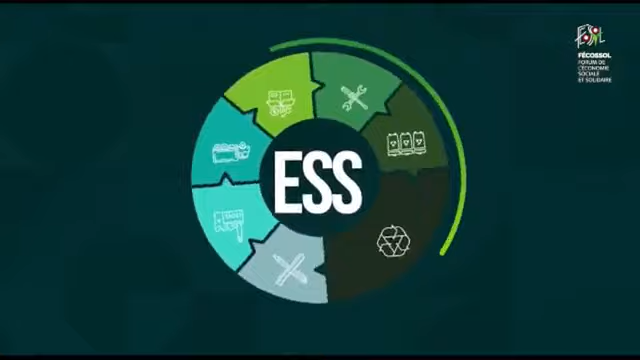 FÉCOSSOL
FORUM DE
L'ÉCONOMIE
SOCIALE
ET SOLIDAIRE
ESS